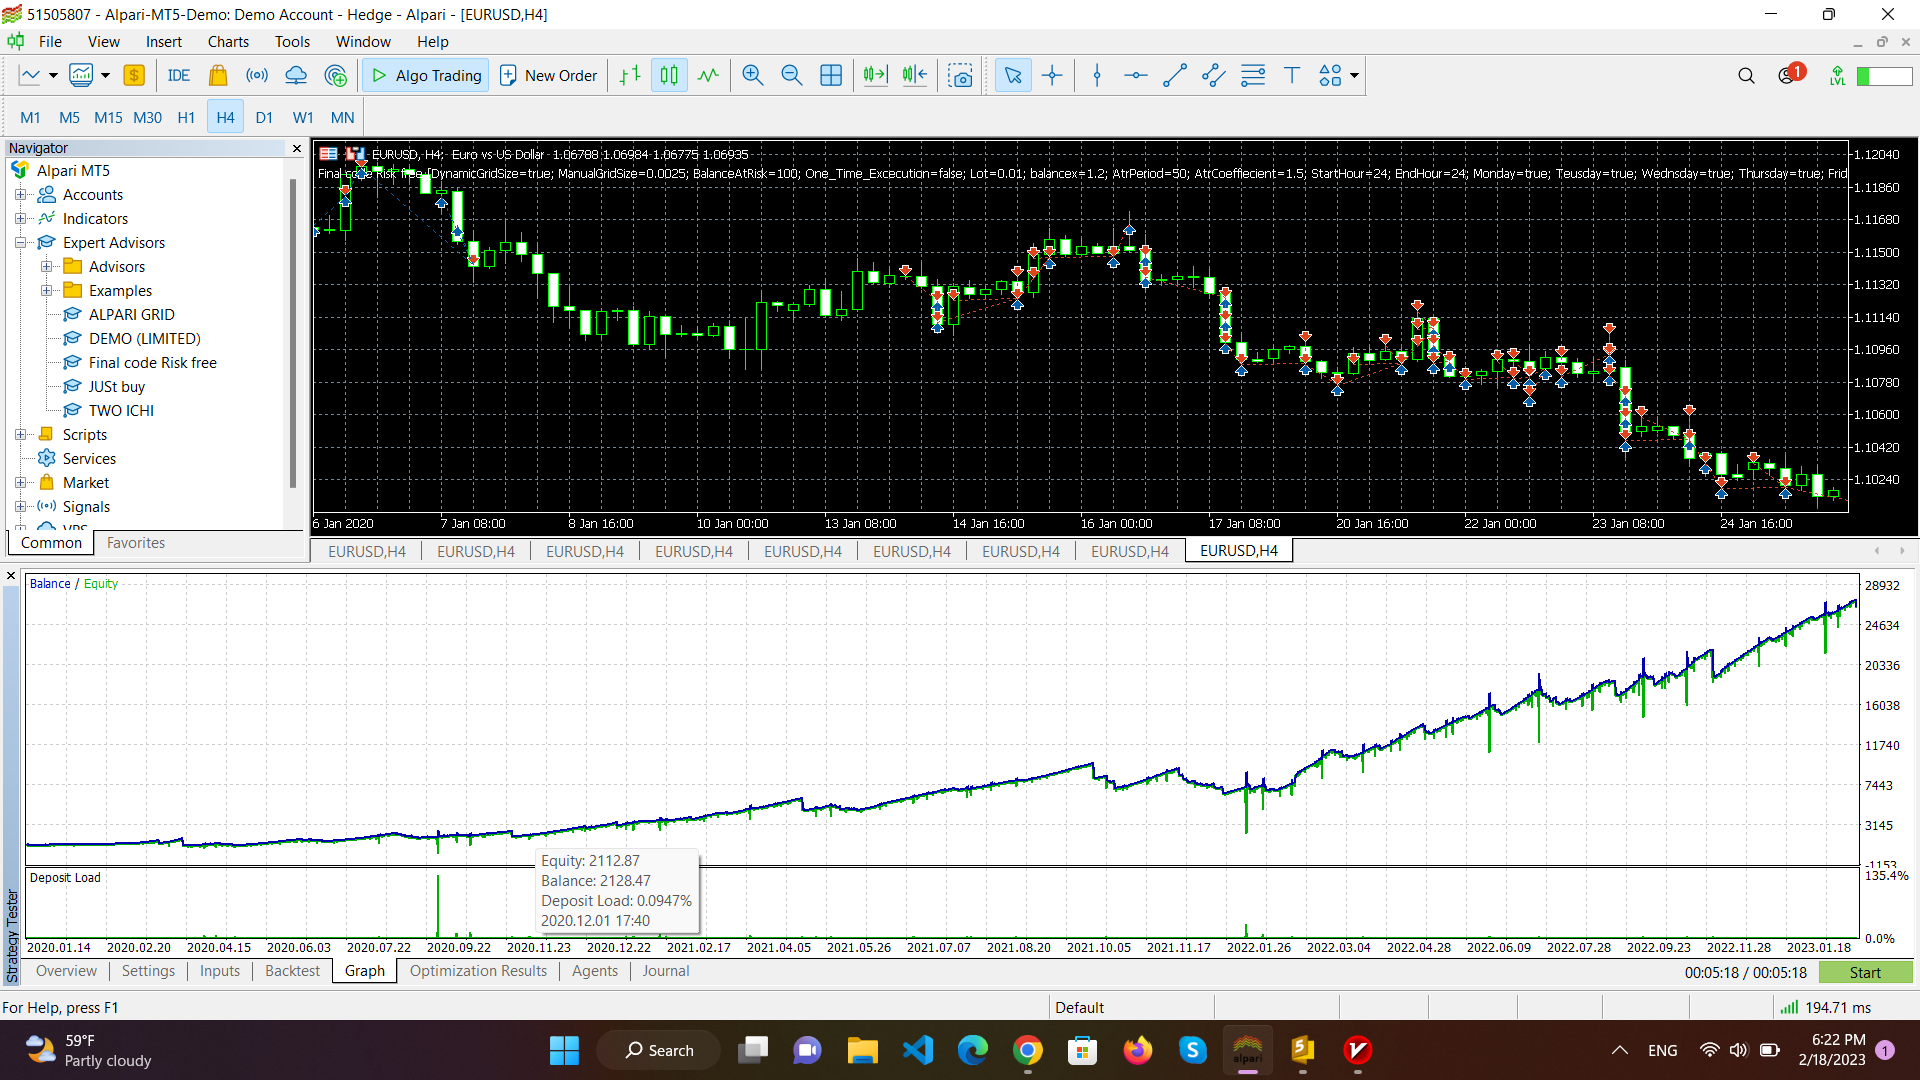 51505807 - Alpari-MT5-Demo: Demo Account - Hedge - Alpari - [EURUSD,H4]
File View Insert Charts Tools Window Help
IDE Algo Trading New Order 1 LVL
M1 M5 M15 M30 H1 H4 D1 W1 MN
Navigator
Alpari MT5
Accounts
Indicators
Expert Advisors
Advisors
Examples
ALPARI GRID
DEMO (LIMITED)
Final code Risk free
JUSt buy
TWO ICHI
Scripts
Services
Market
Signals
VPS
Common Favorites
EURUSD, H4: Euro vs US Dollar 1.06788 1.06984 1.06775 1.06935
Final code Risk free (DynamicGridSize=true; ManualGridSize=0.0025; BalanceAtRisk=100; One_Time_Excecution=false; Lot=0.01; balancex=1.2; AtrPeriod=50; AtrCoeffiecient=1.5; StartHour=24; EndHour=24; Monday=true; Teusday=true; Wednsday=true; Thursday=true; Frid
1.12040
1.11860
1.11680
1.11500
1.11320
1.11140
1.10960
1.10780
1.10600
1.10420
1.10240
6 Jan 2020 7 Jan 08:00 8 Jan 16:00 10 Jan 00:00 13 Jan 08:00 14 Jan 16:00 16 Jan 00:00 17 Jan 08:00 20 Jan 16:00 22 Jan 00:00 23 Jan 08:00 24 Jan 16:00
EURUSD,H4 EURUSD,H4 EURUSD,H4 EURUSD,H4 EURUSD,H4 EURUSD,H4 EURUSD,H4 EURUSD,H4 EURUSD,H4
Strategy Tester
Balance / Equity
28932
24634
20336
16038
11740
7443
3145
-1153
Equity: 2112.87
Balance: 2128.47
Deposit Load: 0.0947%
2020.12.01 17:40
Deposit Load
135.4%
0.0%
2020.01.14 2020.02.20 2020.04.15 2020.06.03 2020.07.22 2020.09.22 2020.11.23 2020.12.22 2021.02.17 2021.04.05 2021.05.26 2021.07.07 2021.08.20 2021.10.05 2021.11.17 2022.01.26 2022.03.04 2022.04.28 2022.06.09 2022.07.28 2022.09.23 2022.11.28 2023.01.18
Overview Settings Inputs Backtest Graph Optimization Results Agents Journal 00:05:18 / 00:05:18 Start
For Help, press F1 Default 194.71 ms
59°F
Partly cloudy
Search
alpari
ENG
6:22 PM
2/18/2023
1